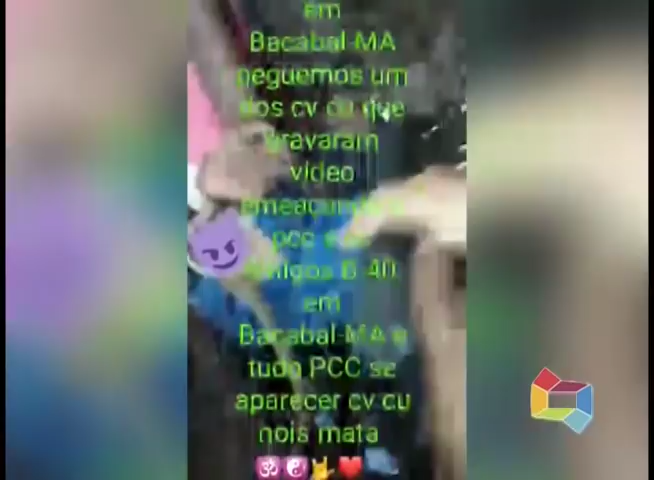 em
Bacabal-MA
peguemos um
dos cv cu que
gravaram
video
ameaçando o
pcc e os
Amigos B 40
em
Bacabal-MA e
tudo PCC se
aparecer cv cu
nois mata